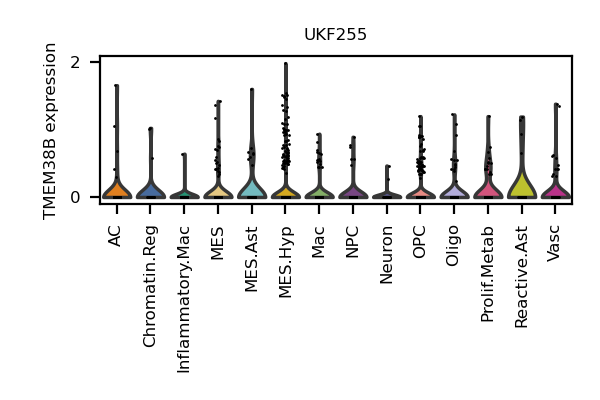 UKF255
TMEM38B expression
2
0
AC
Chromatin.Reg
Inflammatory.Mac
MES
MES.Ast
MES.Hyp
Mac
NPC
Neuron
OPC
Oligo
Prolif.Metab
Reactive.Ast
Vasc